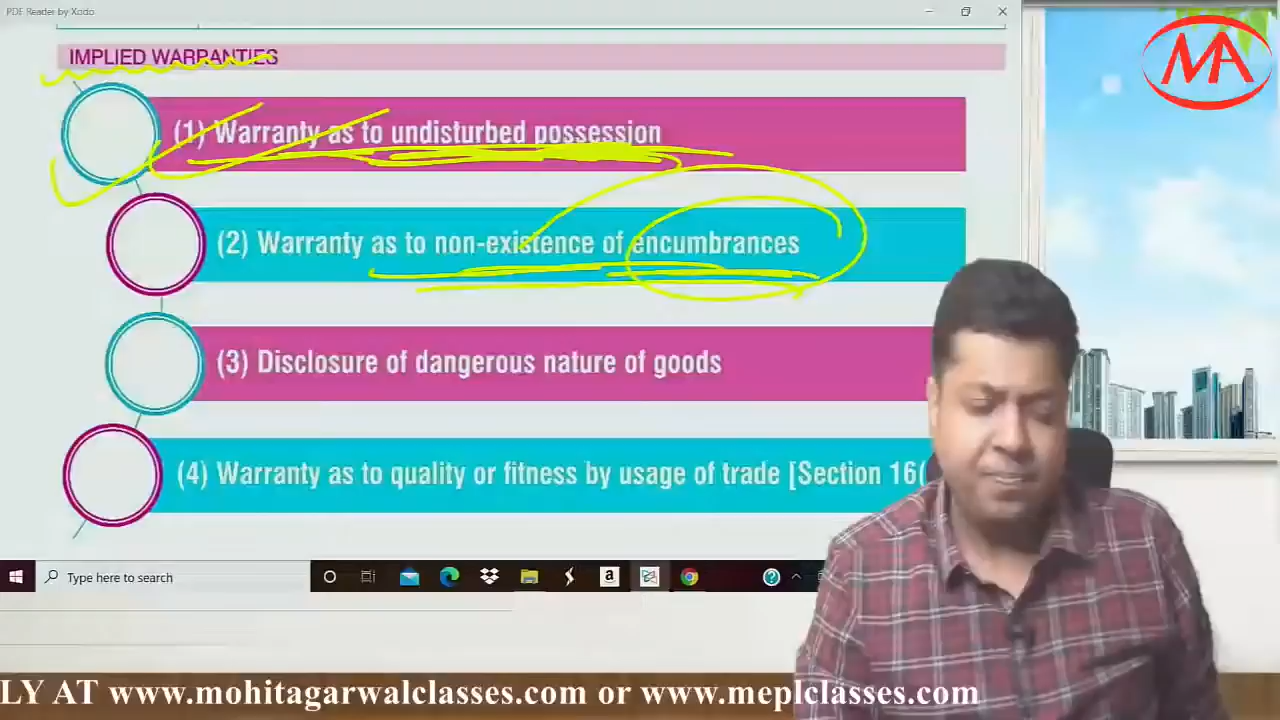 PDF Reader by Xodo
MA
IMPLIED WARRANTIES
(1) Warranty as to undisturbed possession
(2) Warranty as to non-existence of encumbrances
(3) Disclosure of dangerous nature of goods
(4) Warranty as to quality or fitness by usage of trade [Section 16(
Type here to search
a
LY AT www.mohitagarwalclasses.com or www.meplclasses.com